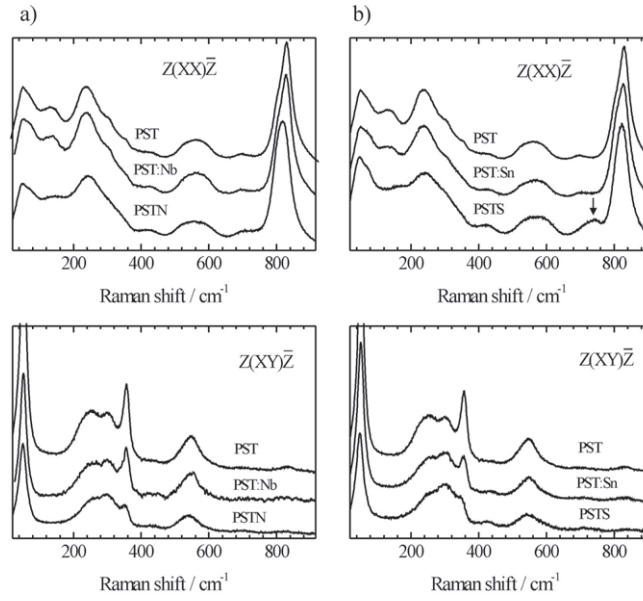 a)
b)
Z(XX)Z̅
PST
PST:Nb
PSTN
200 400 600 800
Raman shift / cm⁻¹
Z(XX)Z̅
PST
PST:Sn
PSTS
200 400 600 800
Raman shift / cm⁻¹
Z(XY)Z̅
PST
PST:Nb
PSTN
200 400 600 800
Raman shift / cm⁻¹
Z(XY)Z̅
PST
PST:Sn
PSTS
200 400 600 800
Raman shift / cm⁻¹